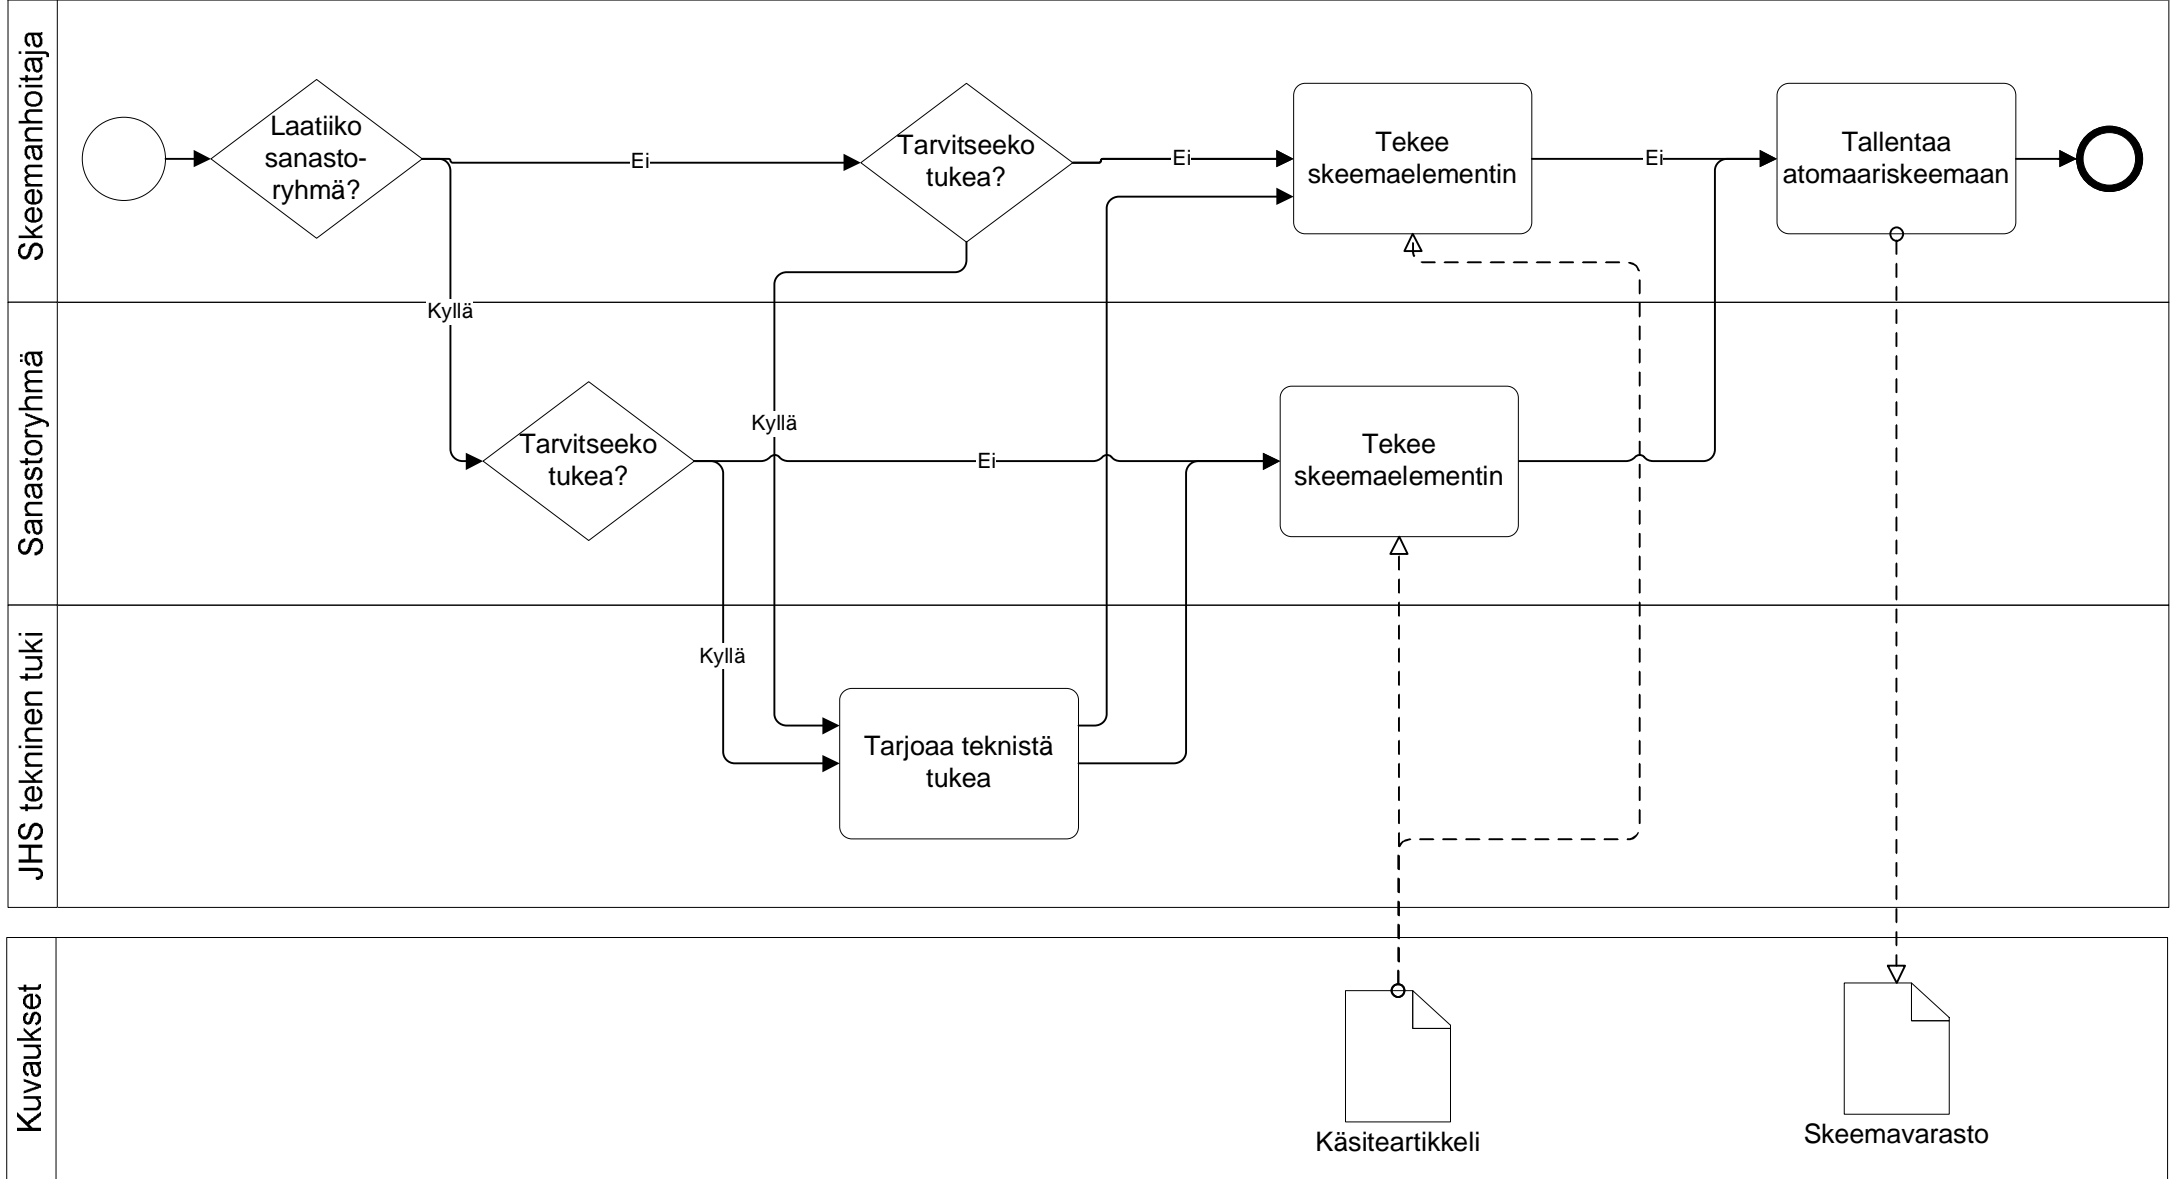 Skeemanhoitaja
Laatiiko
sanasto-
ryhmä?
Ei
Tarvitseeko
tukea?
Ei
Tekee
skeemaelementin
Ei
Tallentaa
atomaariskeemaan
Kyllä
Sanastoryhmä
Tarvitseeko
tukea?
Kyllä
Ei
Tekee
skeemaelementin
JHS tekninen tuki
Kyllä
Tarjoaa teknistä
tukea
Kuvaukset
Käsiteartikkeli
Skeemavarasto